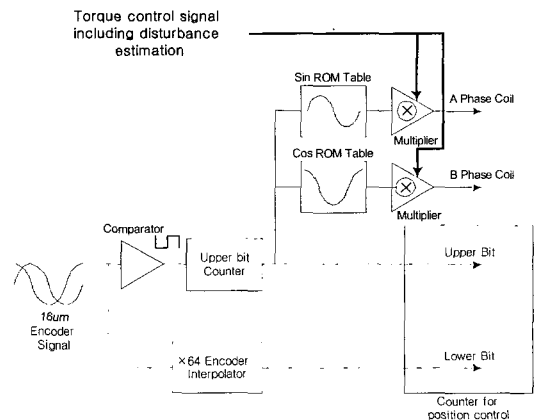 Torque control signal
including disturbance
estimation
Sin ROM Table
A Phase Coil
Multiplier
Cos ROM Table
B Phase Coil
Multiplier
Comparator
Upper bit
Counter
Upper Bit
16um
Encoder
Signal
×64 Encoder
Interpolator
Lower Bit
Counter for
position control